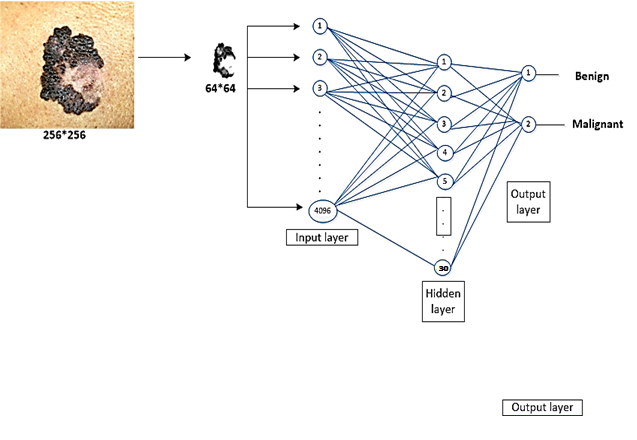 256*256
64*64
1
2
3
4096
Input layer
1
2
3
4
5
30
Hidden
layer
1
2
Output
layer
Benign
Malignant
Output layer